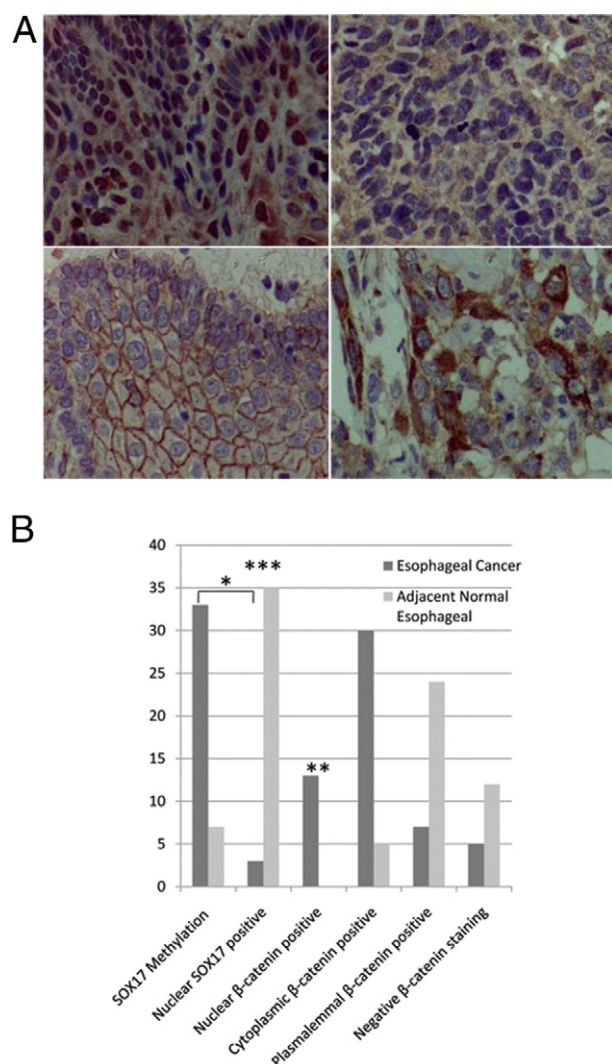 A
B
40
35
30
25
20
15
10
5
0
*
***
**
Esophageal Cancer
Adjacent Normal
Esophageal
SOX17 Methylation
Nuclear SOX17 positive
Nuclear β-catenin positive
Cytoplasmic β-catenin positive
Plasmalemmal β-catenin positive
Negative β-catenin staining